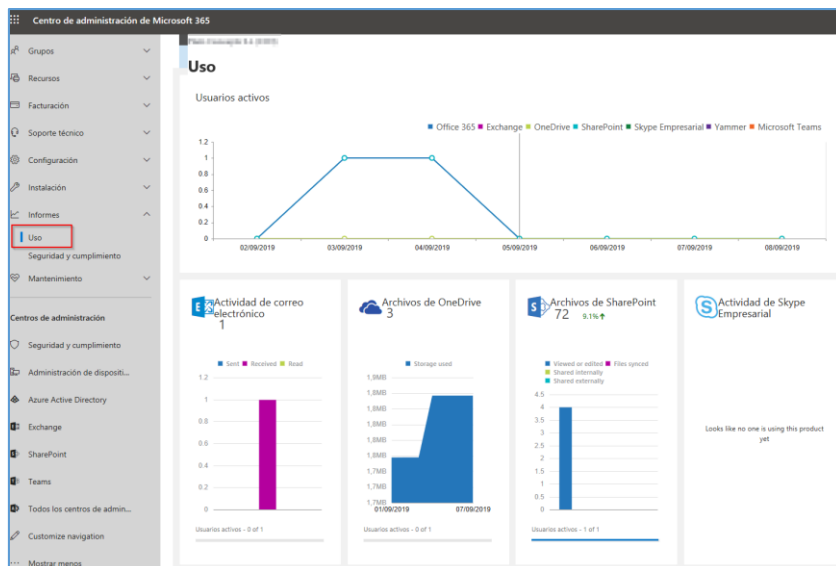 Centro de administración de Microsoft 365
Grupos
Recursos
Facturación
Soporte técnico
Configuración
Instalación
Informes
Uso
Seguridad y cumplimiento
Mantenimiento
Centros de administración
Seguridad y cumplimiento
Administración de dispositi...
Azure Active Directory
Exchange
SharePoint
Teams
Todos los centros de admin...
Customize navigation
Mostrar menos
Uso
Usuarios activos
Office 365 Exchange OneDrive SharePoint Skype Empresarial Yammer Microsoft Teams
1.2
1
0.8
0.6
0.4
0.2
0
02/09/2019 03/09/2019 04/09/2019 05/09/2019 06/09/2019 07/09/2019 08/09/2019
Actividad de correo
electrónico
1
Sent Received Read
1.2
1
0.8
0.6
0.4
0.2
0
Usuarios activos - 0 of 1
Archivos de OneDrive
3
Storage used
1,9MB
1,8MB
1,8MB
1,8MB
1,8MB
1,8MB
1,7MB
1,7MB
1,7MB
01/09/2019 07/09/2019
Usuarios activos - 0 of 1
Archivos de SharePoint
72 9.1%
Viewed or edited Files synced
Shared internally
Shared externally
4.5
4
3.5
3
2.5
2
1.5
1
0.5
0
Usuarios activos - 1 of 1
Actividad de Skype
Empresarial
Looks like no one is using this product
yet